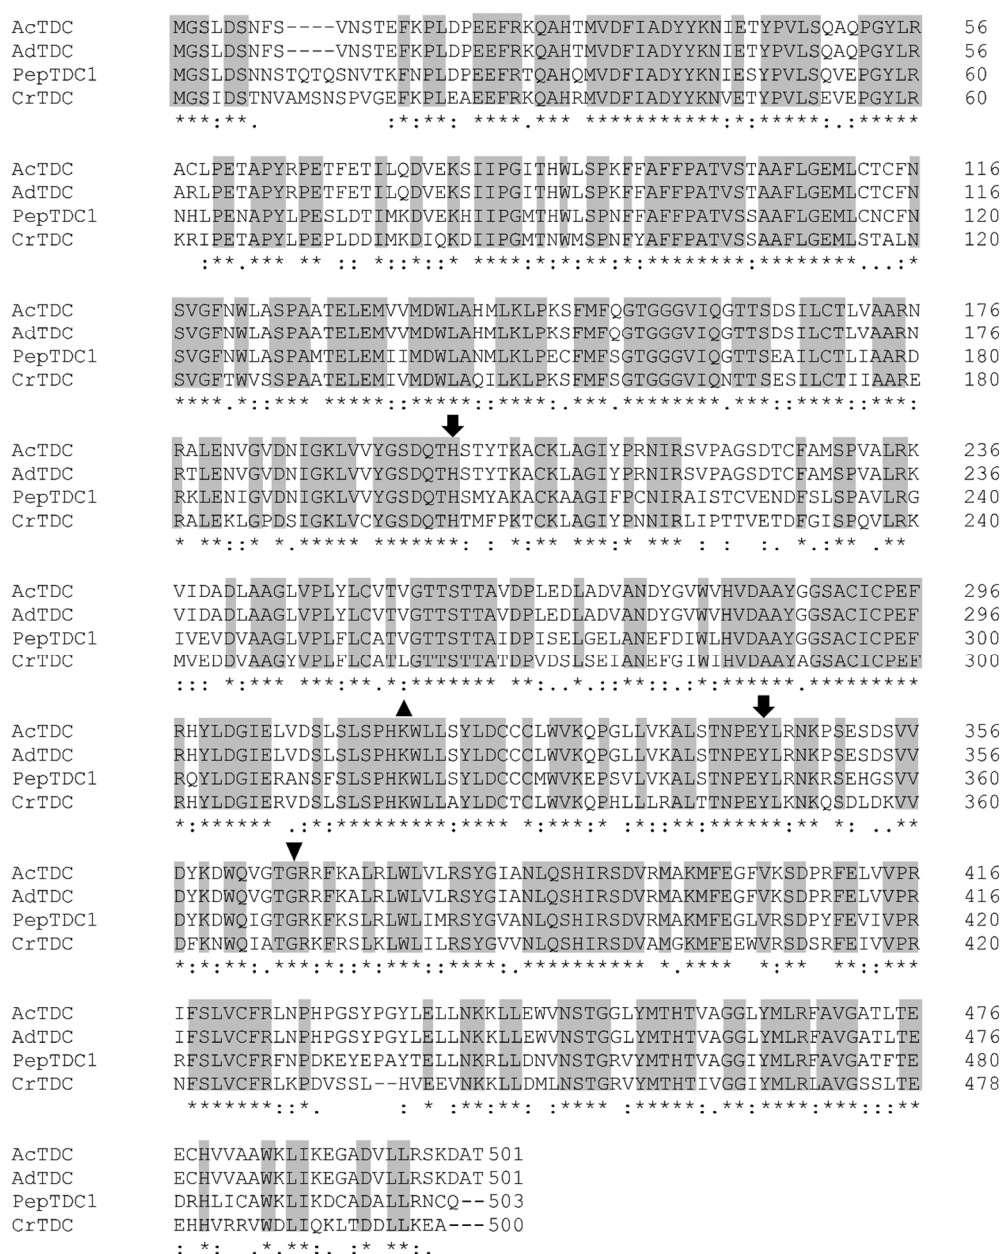 AcTDC MGSLDSNFS----VNSTEFKPLDPEEFRKQAHTMVDFIADYYKNIETYPVLSQAQPGYLR 56
AdTDC MGSLDSNFS----VNSTEFKPLDPEEFRKQAHTMVDFIADYYKNIETYPVLSQAQPGYLR 56
PepTDC1 MGSLDSNNSTQTQSNVTKFNPLDPEEFRTQAHQMVDFIADYYKNIESYPVLSQVEPGYLR 60
CrTDC MGSIDSTNVAMSNSPVGEFKPLEAEEFRKQAHRMVDFIADYYKNVETYPVLSEVEPGYLR 60
***:**. :*:**: ****.*** ***********:*:*****:.:*****
AcTDC ACLPETAPYRPETFETILQDVEKSIIPGITHWLSPKFFAFFPATVSTAAFLGEMLCTCFN 116
AdTDC ARLPETAPYRPETFETILQDVEKSIIPGITHWLSPKFFAFFPATVSTAAFLGEMLCTCFN 116
PepTDC1 NHLPENAPYLPESLDTIMKDVEKHIIPGMTHWLSPNFFAFFPATVSSAAFLGEMLCNCFN 120
CrTDC KRIPETAPYLPEPLDDIMKDIQKDIIPGMTNWMSPNFYAFFPATVSSAAFLGEMLSTALN 120
:**.*** ** :: *::*::* ****:*:*:**:*:********:********...:*
AcTDC SVGFNWLASPAATELEMVVMDWLAHMLKLPKSFMFQGTGGGVIQGTTSDSILCTLVAARN 176
AdTDC SVGFNWLASPAATELEMVVMDWLAHMLKLPKSFMFQGTGGGVIQGTTSDSILCTLVAARN 176
PepTDC1 SVGFNWLASPAMTELEMIIMDWLANMLKLPECFMFSGTGGGVIQGTTSEAILCTLIAARD 180
CrTDC SVGFTWVSSPAATELEMIVMDWLAQILKLPKSFMFSGTGGGVIQNTTSESILCTIIAARE 180
****.*::*** *****::*****::****:.***.********.***::****::***:
AcTDC RALENVGVDNIGKLVVYGSDQTHSTYTKACKLAGIYPRNIRSVPAGSDTCFAMSPVALRK 236
AdTDC RTLENVGVDNIGKLVVYGSDQTHSTYTKACKLAGIYPRNIRSVPAGSDTCFAMSPVALRK 236
PepTDC1 RKLENIGVDNIGKLVVYGSDQTHSMYAKACKAAGIFPCNIRAISTCVENDFSLSPAVLRG 240
CrTDC RALEKLGPDSIGKLVCYGSDQTHTMFPKTCKLAGIYPNNIRLIPTTVETDFGISPQVLRK 240
* **::* *.***** *******: : *:** ***:* *** : : :. *.:** .**
AcTDC VIDADLAAGLVPLYLCVTVGTTSTTAVDPLEDLADVANDYGVWVHVDAAYGGSACICPEF 296
AdTDC VIDADLAAGLVPLYLCVTVGTTSTTAVDPLEDLADVANDYGVWVHVDAAYGGSACICPEF 296
PepTDC1 IVEVDVAAGLVPLFLCATVGTTSTTAIDPISELGELANEFDIWLHVDAAYGGSACICPEF 300
CrTDC MVEDDVAAGYVPLFLCATLGTTSTTATDPVDSLSEIANEFGIWIHVDAAYAGSACICPEF 300
::: *:*** ***:**.*:******* **:..*.::**::.:*:******.*********
AcTDC RHYLDGIELVDSLSLSPHKWLLSYLDCCCLWVKQPGLLVKALSTNPEYLRNKPSESDSVV 356
AdTDC RHYLDGIELVDSLSLSPHKWLLSYLDCCCLWVKQPGLLVKALSTNPEYLRNKPSESDSVV 356
PepTDC1 RQYLDGIERANSFSLSPHKWLLSYLDCCCMWVKEPSVLVKALSTNPEYLRNKRSEHGSVV 360
CrTDC RHYLDGIERVDSLSLSPHKWLLAYLDCTCLWVKQPHLLLRALTTNPEYLKNKQSDLDKVV 360
*:****** .:*:*********:**** *:***:* :*::**:******:** *: ..**
AcTDC DYKDWQVGTGRRFKALRLWLVLRSYGIANLQSHIRSDVRMAKMFEGFVKSDPRFELVVPR 416
AdTDC DYKDWQVGTGRRFKALRLWLVLRSYGIANLQSHIRSDVRMAKMFEGFVKSDPRFELVVPR 416
PepTDC1 DYKDWQIGTGRKFKSLRLWLIMRSYGVANLQSHIRSDVRMAKMFEGLVRSDPYFEVIVPR 420
CrTDC DFKNWQIATGRKFRSLKLWLILRSYGVVNLQSHIRSDVAMGKMFEEWVRSDSRFEIVVPR 420
*:*:**:.***:*::*:***::****:.********** *.**** *:**. **::***
AcTDC IFSLVCFRLNPHPGSYPGYLELLNKKLLEWVNSTGGLYMTHTVAGGLYMLRFAVGATLTE 476
AdTDC IFSLVCFRLNPHPGSYPGYLELLNKKLLEWVNSTGGLYMTHTVAGGLYMLRFAVGATLTE 476
PepTDC1 RFSLVCFRFNPDKEYEPAYTELLNKRLLDNVNSTGRVYMTHTVAGGIYMLRFAVGATFTE 480
CrTDC NFSLVCFRLKPDVSSL--HVEEVNKKLLDMLNSTGRVYMTHTIVGGIYMLRLAVGSSLTE 478
*******::*. : * :**:**: :**** :*****:.**:****:***:::**
AcTDC ECHVVAAWKLIKEGADVLLRSKDAT 501
AdTDC ECHVVAAWKLIKEGADVLLRSKDAT 501
PepTDC1 DRHLICAWKLIKDCADALLRNCQ-- 503
CrTDC EHHVRRVWDLIQKLTDDLLKEA--- 500
: *: .*.**:. :* **:.